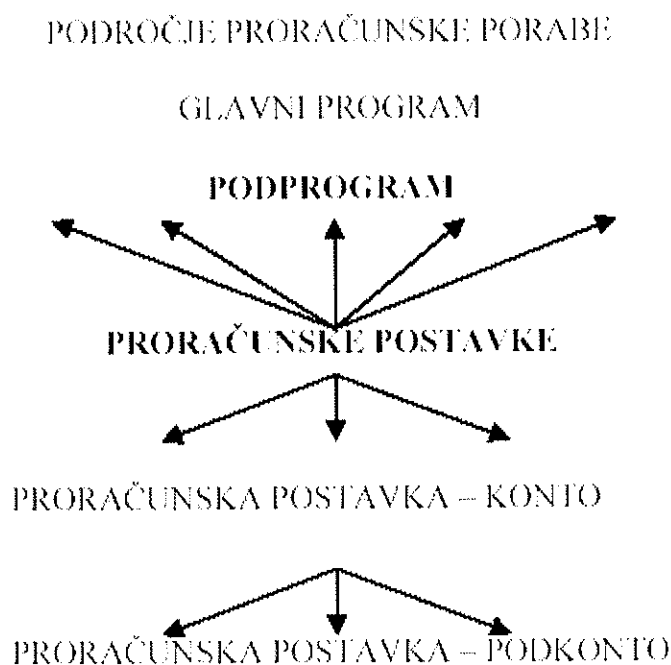 PODROČJE PRORAČUNSKE PORABE
GLAVNI PROGRAM
PODPROGRAM
PRORAČUNSKE POSTAVKE
PRORAČUNSKA POSTAVKA – KONTO
PRORAČUNSKA POSTAVKA – PODKONTO